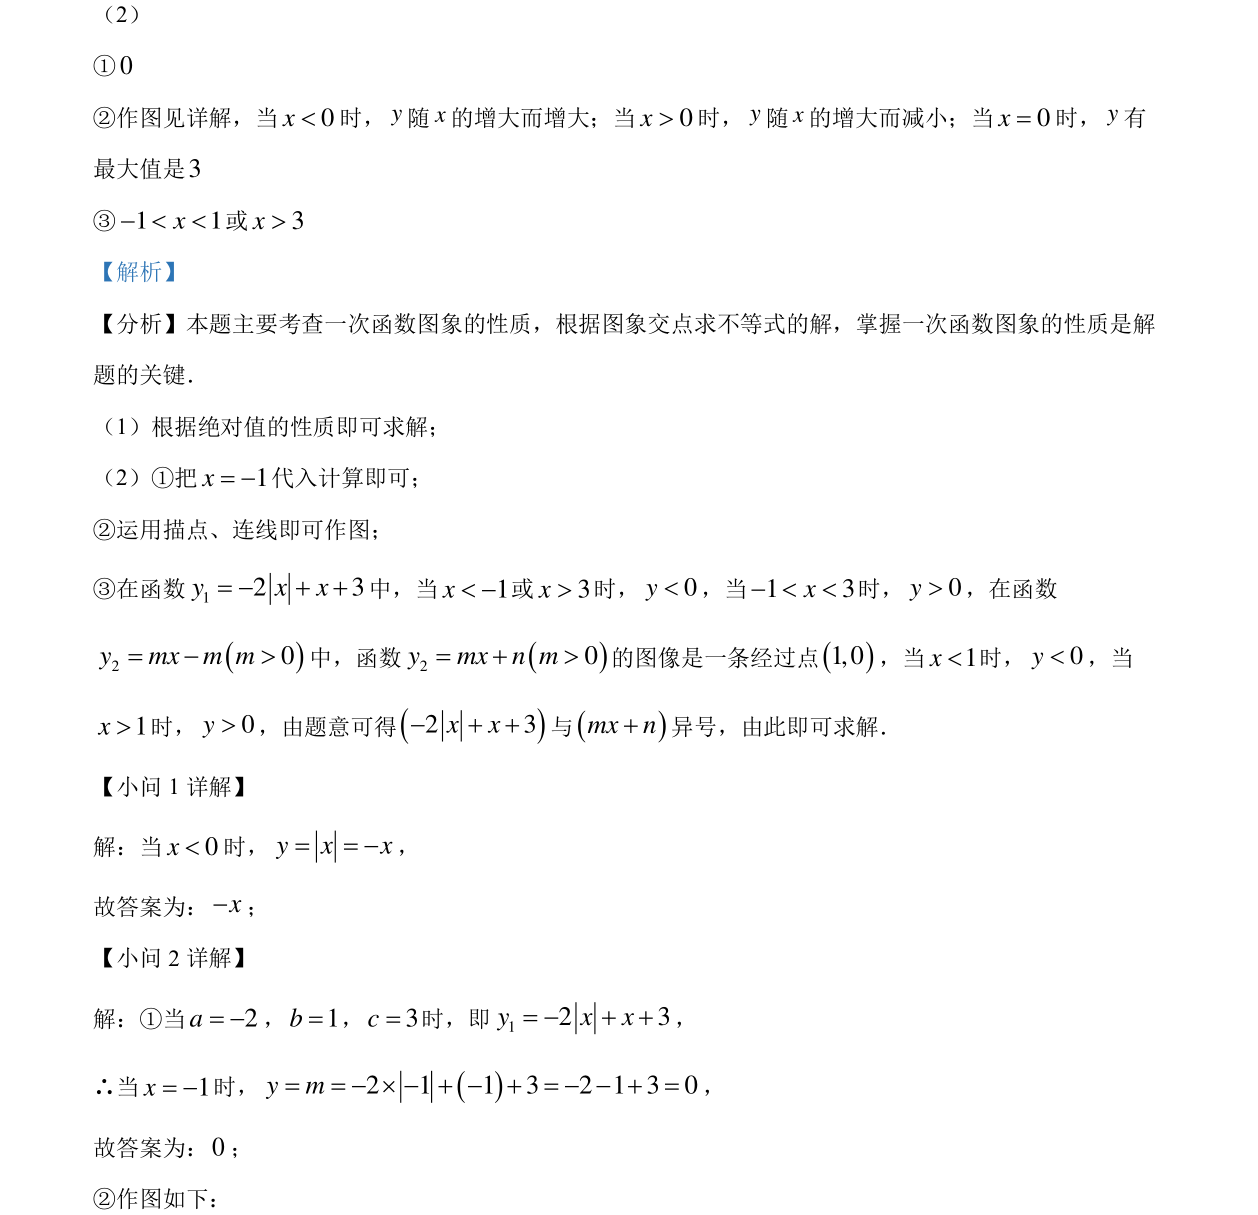 （2）
①0
②作图见详解，当x<0时，y随x的增大而增大；当x>0时，y随x的增大而减小；当x=0时，y有
最大值是3
③−1<x<1或x>3
【解析】
【分析】本题主要考查一次函数图象的性质，根据图象交点求不等式的解，掌握一次函数图象的性质是解
题的关键．
（1）根据绝对值的性质即可求解；
（2）①把x=−1代入计算即可；
②运用描点、连线即可作图；
③在函数y₁=−2|x|+x+3中，当x<−1或x>3时，y<0，当−1<x<3时，y>0，在函数
y₂=mx−m(m>0)中，函数y₂=mx+n(m>0)的图像是一条经过点(1,0)，当x<1时，y<0，当
x>1时，y>0，由题意可得(−2|x|+x+3)与(mx+n)异号，由此即可求解．
【小问1详解】
解：当x<0时，y=|x|=−x，
故答案为：−x；
【小问2详解】
解：①当a=−2，b=1，c=3时，即y₁=−2|x|+x+3，
∴当x=−1时，y=m=−2×|−1|+(−1)+3=−2−1+3=0，
故答案为：0；
②作图如下：